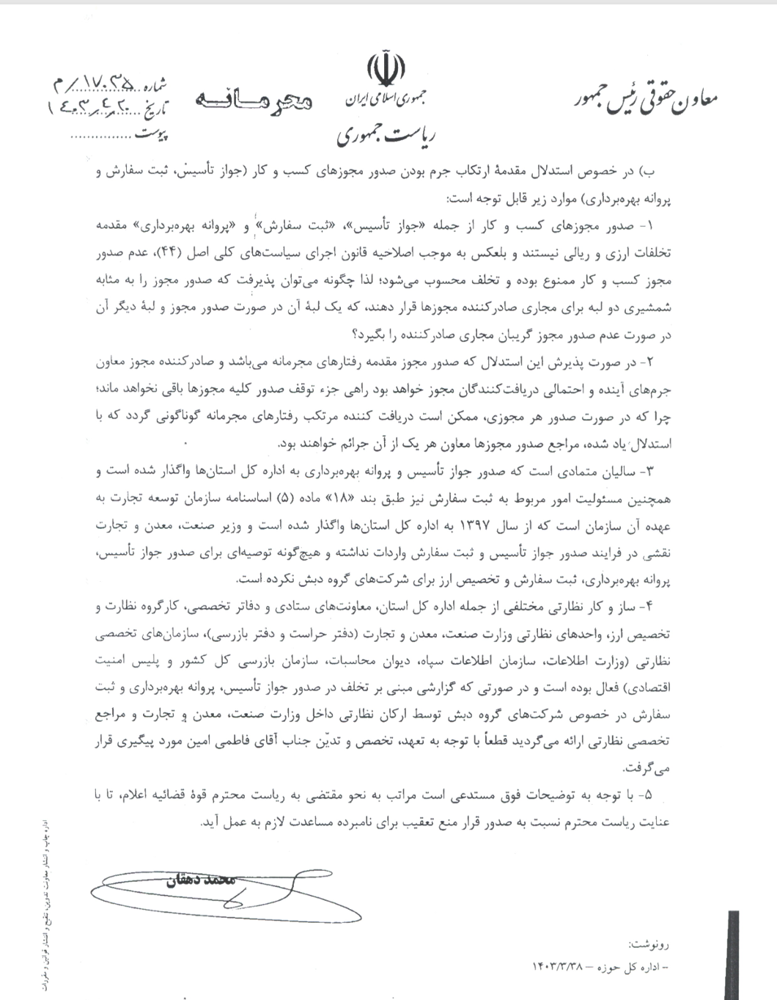 معاون حقوقی رئیس جمهور
جمهوری اسلامی ایران
ریاست جمهوری
محرمانه
شماره ۱۷۰۳۵/م
تاریخ ۱۴۰۳/۴/۲۰
پیوست
ب) در خصوص استدلال مقدمهٔ ارتکاب جرم بودن صدور مجوزهای کسب و کار (جواز تأسیس، ثبت سفارش و
پروانه بهره‌برداری) موارد زیر قابل توجه است:
۱- صدور مجوزهای کسب و کار از جمله «جواز تأسیس»، «ثبت سفارش» و «پروانه بهره‌برداری» مقدمه
تخلفات ارزی و ریالی نیستند و بلعکس به موجب اصلاحیه قانون اجرای سیاست‌های کلی اصل (۴۴)، عدم صدور
مجوز کسب و کار ممنوع بوده و تخلف محسوب می‌شود؛ لذا چگونه می‌توان پذیرفت که صدور مجوز را به مثابه
شمشیری دو لبه برای مجاری صادرکننده مجوزها قرار دهند، که یک لبهٔ آن در صورت صدور مجوز و لبهٔ دیگر آن
در صورت عدم صدور مجوز گریبان مجاری صادرکننده را بگیرد؟
۲- در صورت پذیرش این استدلال که صدور مجوز مقدمه رفتارهای مجرمانه می‌باشد و صادرکننده مجوز معاون
جرم‌های آینده و احتمالی دریافت‌کنندگان مجوز خواهد بود راهی جزء توقف صدور کلیه مجوزها باقی نخواهد ماند؛
چرا که در صورت صدور هر مجوزی، ممکن است دریافت کننده مرتکب رفتارهای مجرمانه گوناگونی گردد که با
استدلال یاد شده، مراجع صدور مجوزها معاون هر یک از آن جرائم خواهند بود.
۳- سالیان متمادی است که صدور جواز تأسیس و پروانه بهره‌برداری به اداره کل استان‌ها واگذار شده است و
همچنین مسئولیت امور مربوط به ثبت سفارش نیز طبق بند «۱۸» ماده (۵) اساسنامه سازمان توسعه تجارت به
عهده آن سازمان است که از سال ۱۳۹۷ به اداره کل استان‌ها واگذار شده است و وزیر صنعت، معدن و تجارت
نقشی در فرایند صدور جواز تأسیس و ثبت سفارش واردات نداشته و هیچ‌گونه توصیه‌ای برای صدور جواز تأسیس،
پروانه بهره‌برداری، ثبت سفارش و تخصیص ارز برای شرکت‌های گروه دبش نکرده است.
۴- ساز و کار نظارتی مختلفی از جمله اداره کل استان، معاونت‌های ستادی و دفاتر تخصصی، کارگروه نظارت و
تخصیص ارز، واحدهای نظارتی وزارت صنعت، معدن و تجارت (دفتر حراست و دفتر بازرسی)، سازمان‌های تخصصی
نظارتی (وزارت اطلاعات، سازمان اطلاعات سپاه، دیوان محاسبات، سازمان بازرسی کل کشور و پلیس امنیت
اقتصادی) فعال بوده است و در صورتی که گزارشی مبنی بر تخلف در صدور جواز تأسیس، پروانه بهره‌برداری و ثبت
سفارش در خصوص شرکت‌های گروه دبش توسط ارکان نظارتی داخل وزارت صنعت، معدن و تجارت و مراجع
تخصصی نظارتی ارائه می‌گردید قطعاً با توجه به تعهد، تخصص و تدیّن جناب آقای فاطمی امین مورد پیگیری قرار
می‌گرفت.
۵- با توجه به توضیحات فوق مستدعی است مراتب به نحو مقتضی به ریاست محترم قوهٔ قضائیه اعلام، تا با
عنایت ریاست محترم نسبت به صدور قرار منع تعقیب برای نامبرده مساعدت لازم به عمل آید.
محمد دهقان
رونوشت:
- اداره کل حوزه – ۱۴۰۳/۳/۳۸
اداره چاپ و انتشار معاونت تدوین، تنقیح و انتشار قوانین و مقررات